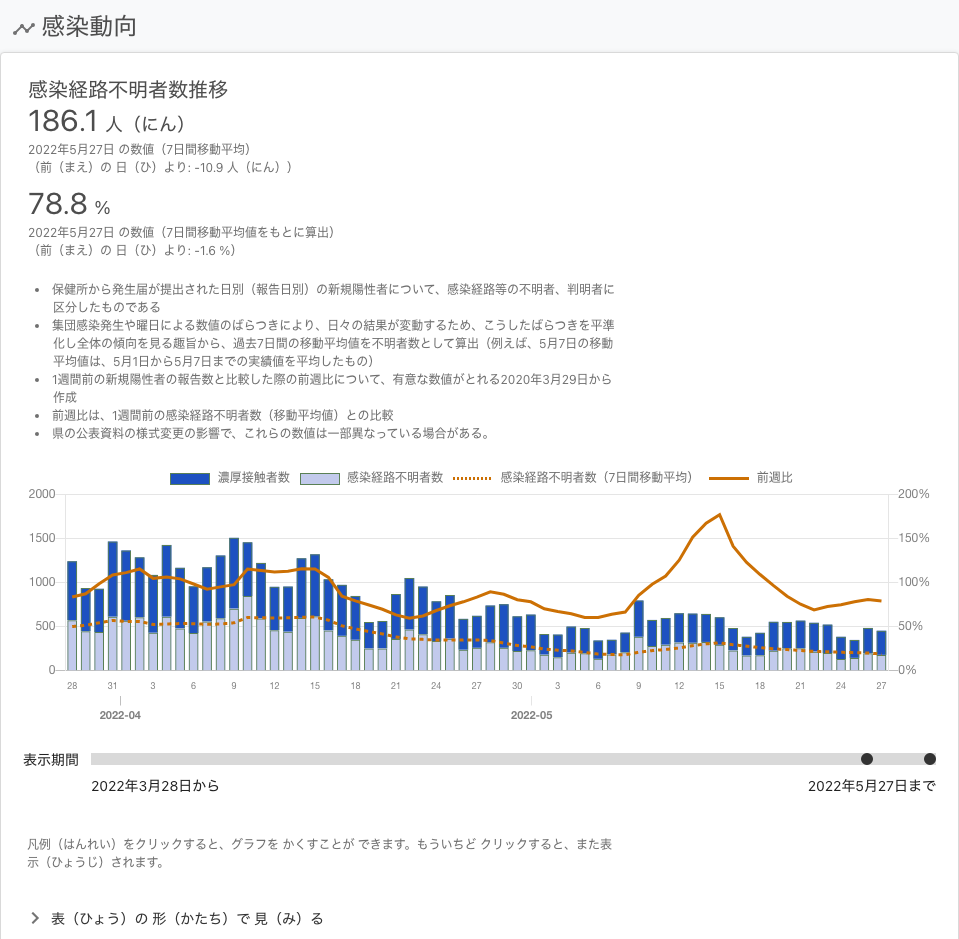 感染動向
感染経路不明者数推移
186.1 人（にん）
2022年5月27日 の数値（7日間移動平均）
（前（まえ）の 日（ひ）より: -10.9 人（にん））
78.8 %
2022年5月27日 の数値（7日間移動平均値をもとに算出）
（前（まえ）の 日（ひ）より: -1.6 %）
• 保健所から発生届が提出された日別（報告日別）の新規陽性者について、感染経路等の不明者、判明者に
区分したものである
• 集団感染発生や曜日による数値のばらつきにより、日々の結果が変動するため、こうしたばらつきを平準
化し全体の傾向を見る趣旨から、過去7日間の移動平均値を不明者数として算出（例えば、5月7日の移動
平均値は、5月1日から5月7日までの実績値を平均したもの）
• 1週間前の新規陽性者の報告数と比較した際の前週比について、有意な数値がとれる2020年3月29日から
作成
• 前週比は、1週間前の感染経路不明者数（移動平均値）との比較
• 県の公表資料の様式変更の影響で、これらの数値は一部異なっている場合がある。
濃厚接触者数 感染経路不明者数 感染経路不明者数（7日間移動平均） 前週比
2000 200%
1500 150%
1000 100%
500 50%
0 0%
28 31 3 6 9 12 15 18 21 24 27 30 3 6 9 12 15 18 21 24 27
2022-04 2022-05
表示期間
2022年3月28日から 2022年5月27日まで
凡例（はんれい）をクリックすると、グラフを かくすことが できます。もういちど クリックすると、また表
示（ひょうじ）されます。
表（ひょう）の 形（かたち）で 見（み）る